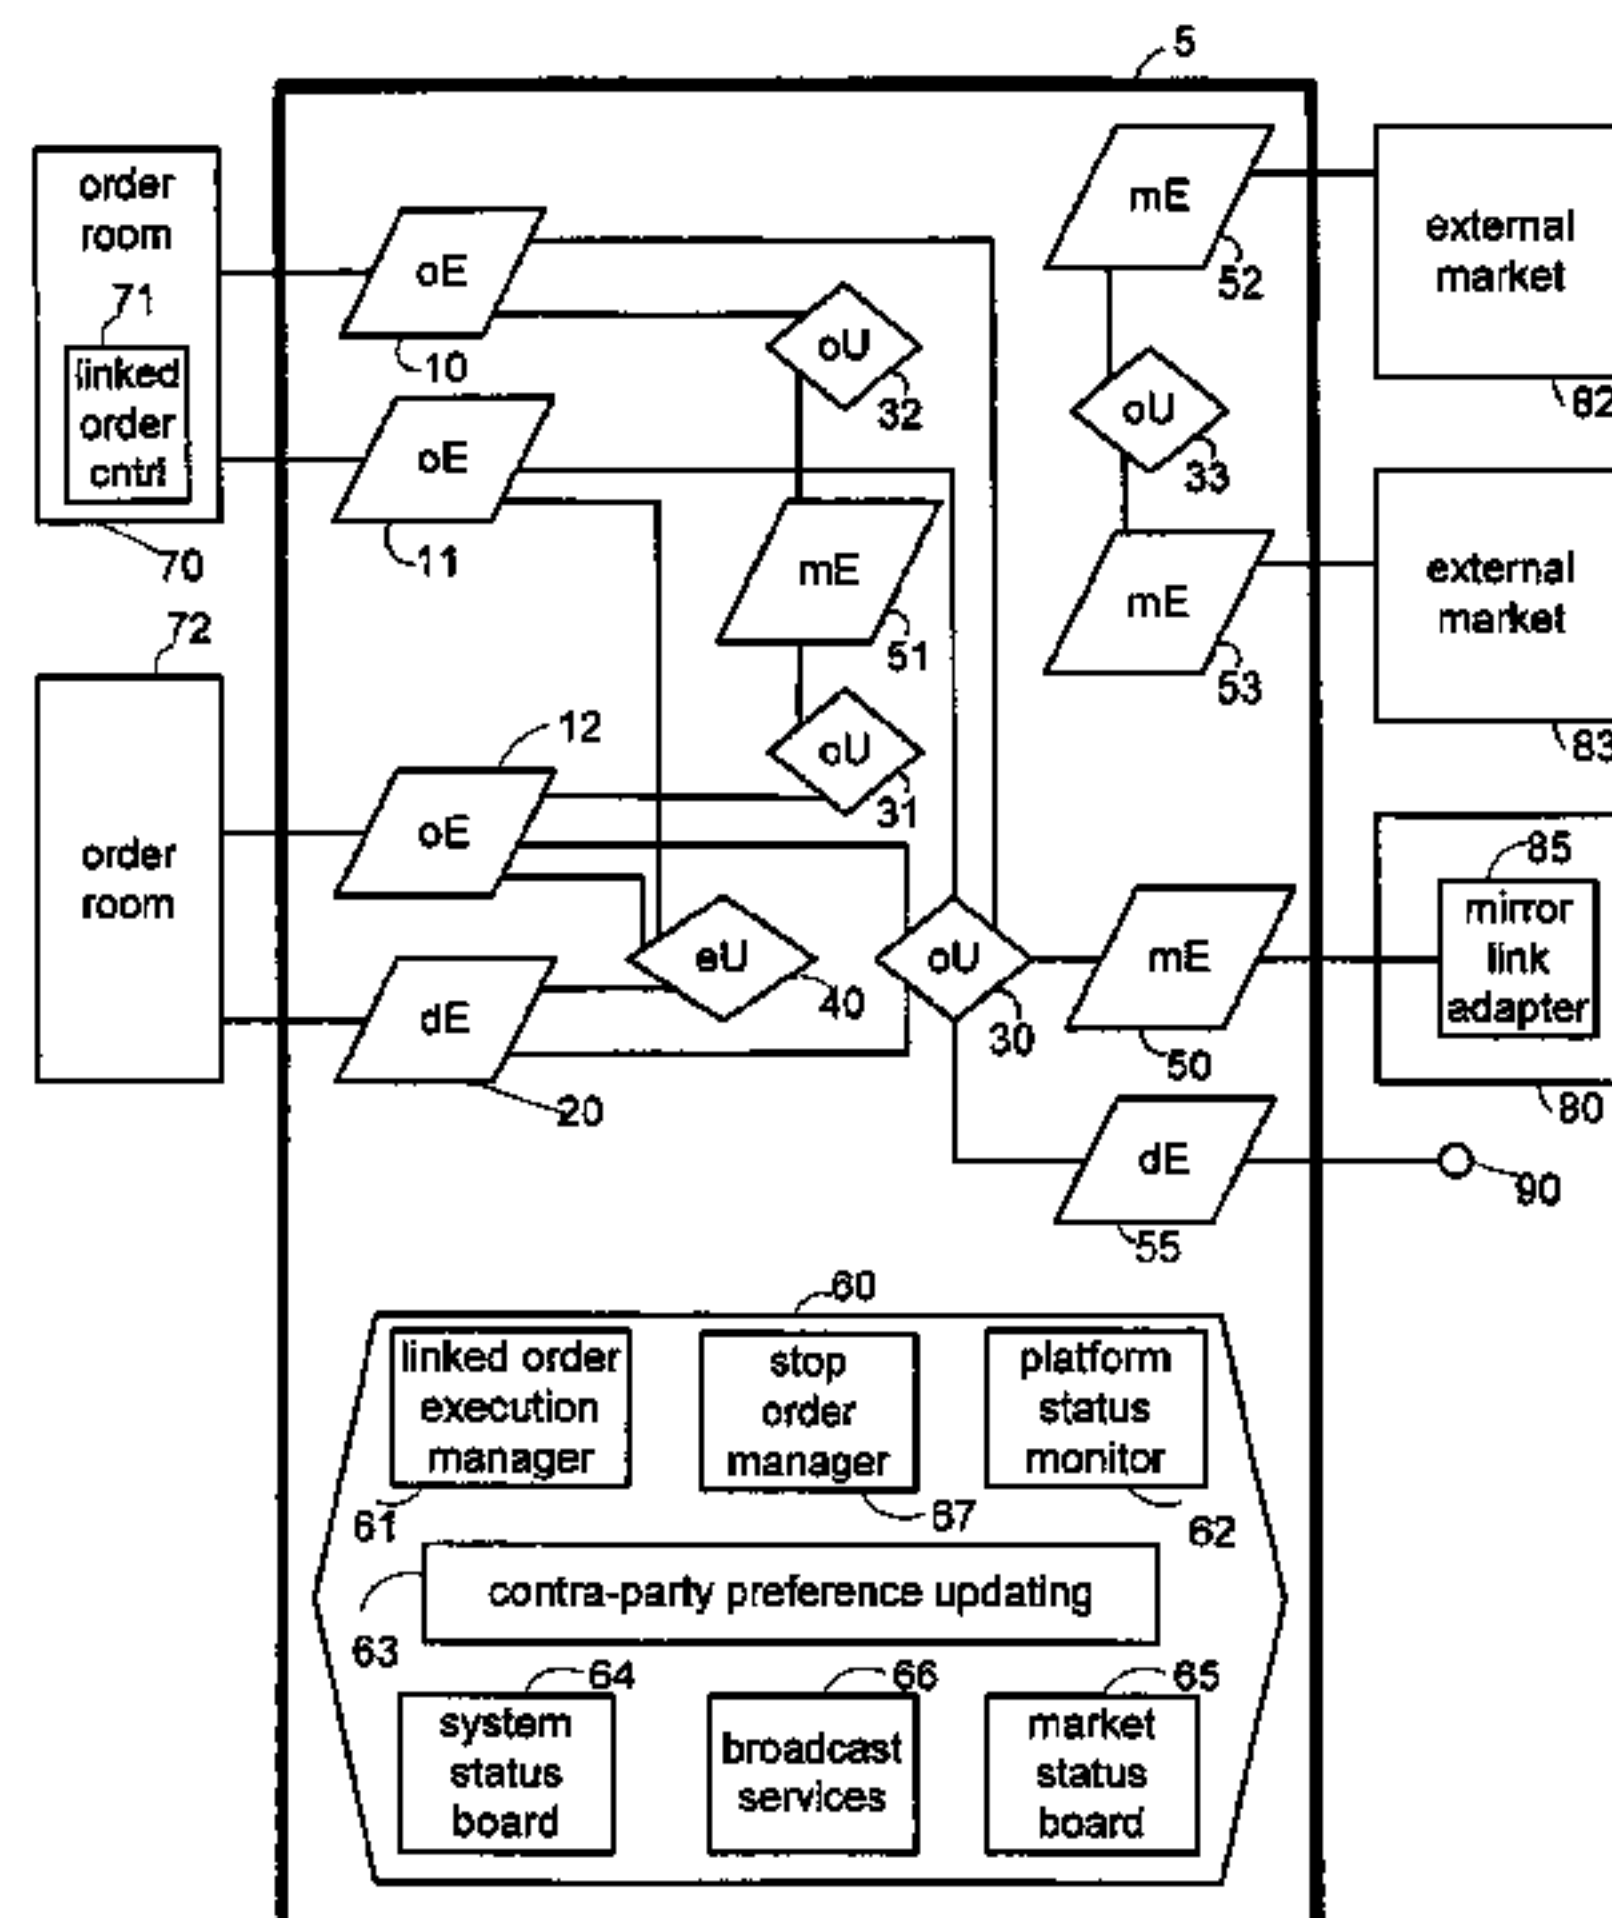 5
order
room
71
linked
order
cntrl
70
oE
10
oE
11
oU
32
mE
51
oU
31
mE
52
oU
33
mE
53
external
market
82
external
market
83
72
order
room
12
oE
dE
20
eU
40
oU
30
mE
50
dE
55
85
mirror
link
adapter
80
90
60
linked order
execution
manager
61
stop
order
manager
67
platform
status
monitor
62
contra-party preference updating
63
64
system
status
board
66
broadcast
services
65
market
status
board